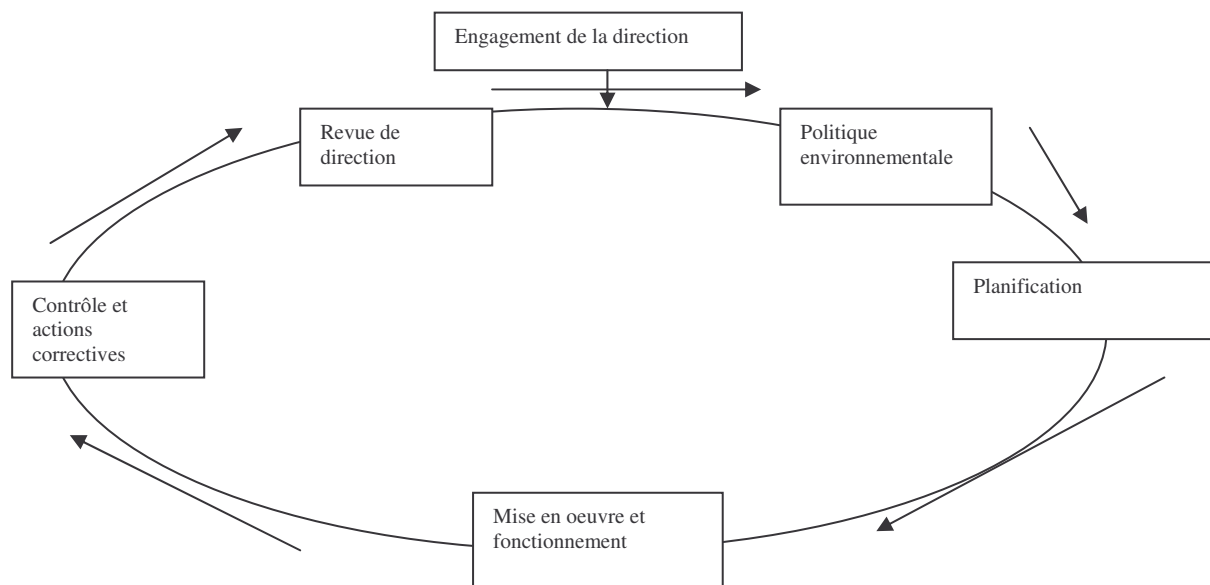 Engagement de la direction
Revue de
direction
Politique
environnementale
Planification
Contrôle et
actions
correctives
Mise en oeuvre et
fonctionnement